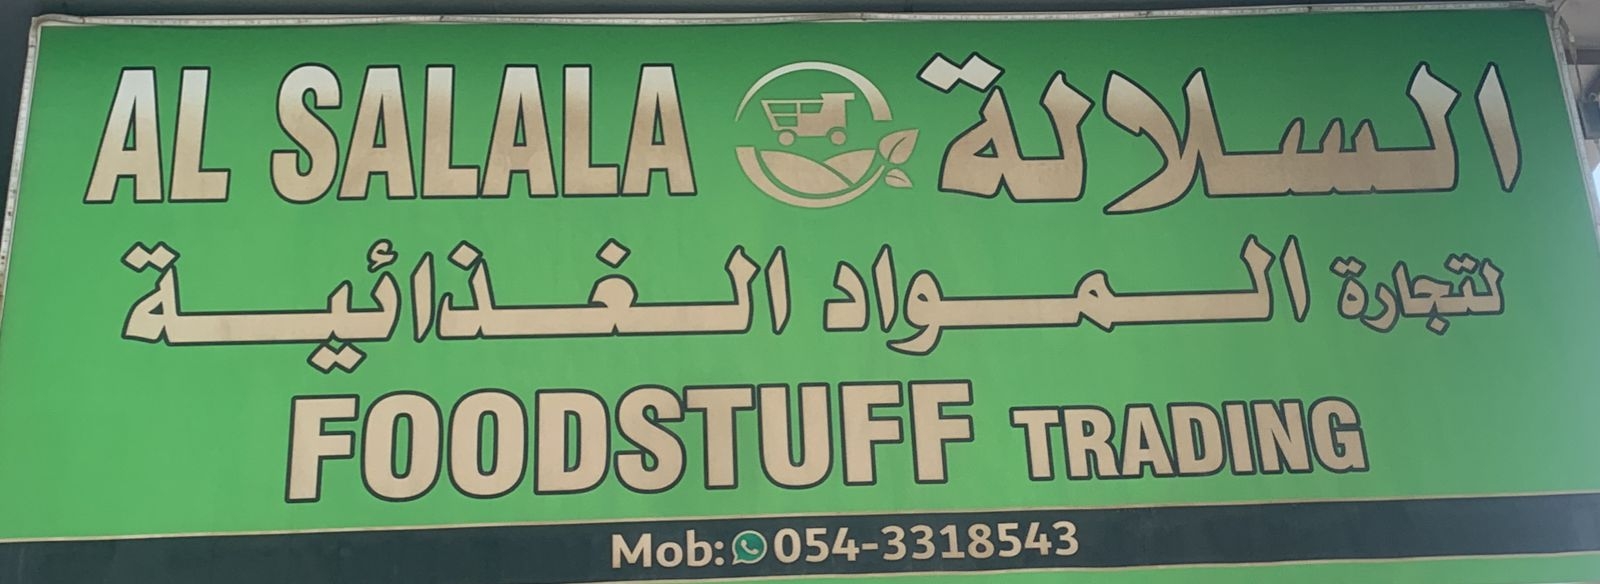 AL SALALA السلالة
لتجارة المواد الغذائية
FOODSTUFF TRADING
Mob: 054-3318543